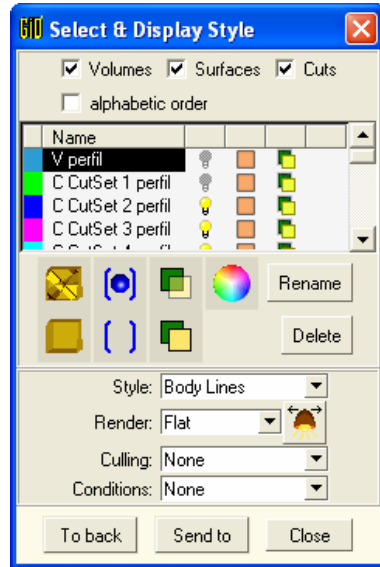 GiD Select & Display Style
Volumes Surfaces Cuts
alphabetic order
Name
V perfil
C CutSet 1 perfil
C CutSet 2 perfil
C CutSet 3 perfil
Rename
Delete
Style: Body Lines
Render: Flat
Culling: None
Conditions: None
To back Send to Close